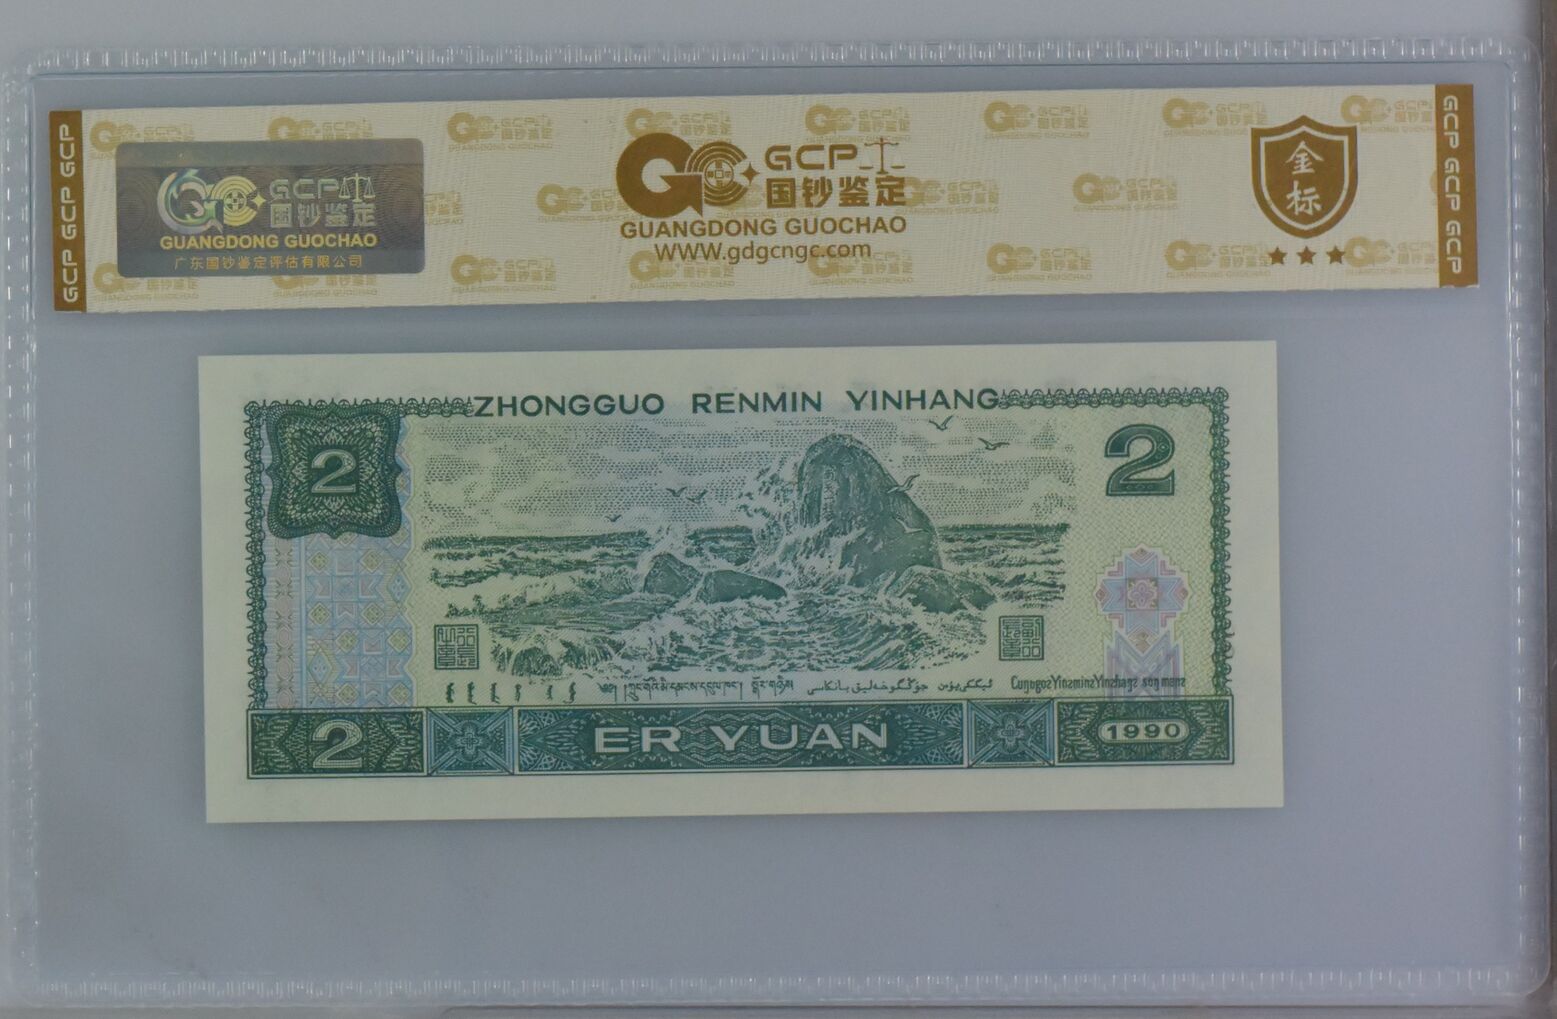 GCP GCP GCP
GCP
国钞鉴定
GUANGDONG GUOCHAO
广东国钞鉴定评估有限公司
GCP
国钞鉴定
GUANGDONG GUOCHAO
WWW.gdgcngc.com
金
标
GCP GCP GCP
ZHONGGUO RENMIN YINHANG
2
2
2
ER YUAN
1990